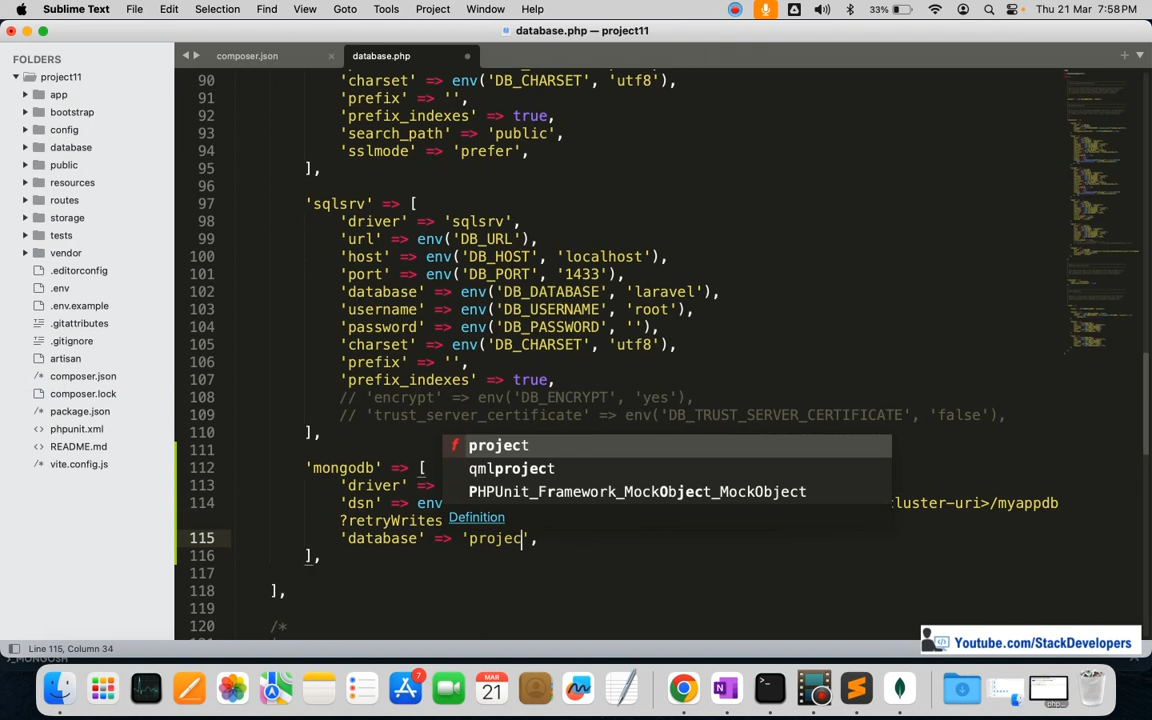 Sublime Text File Edit Selection Find View Goto Tools Project Window Help 33% Thu 21 Mar 7:58PM
database.php — project11
FOLDERS
project11
app
bootstrap
config
database
public
resources
routes
storage
tests
vendor
.editorconfig
.env
.env.example
.gitattributes
.gitignore
artisan
composer.json
composer.lock
package.json
phpunit.xml
README.md
vite.config.js
composer.json database.php
90 'charset' => env('DB_CHARSET', 'utf8'),
91 'prefix' => '',
92 'prefix_indexes' => true,
93 'search_path' => 'public',
94 'sslmode' => 'prefer',
95 ],
96
97 'sqlsrv' => [
98 'driver' => 'sqlsrv',
99 'url' => env('DB_URL'),
100 'host' => env('DB_HOST', 'localhost'),
101 'port' => env('DB_PORT', '1433'),
102 'database' => env('DB_DATABASE', 'laravel'),
103 'username' => env('DB_USERNAME', 'root'),
104 'password' => env('DB_PASSWORD', ''),
105 'charset' => env('DB_CHARSET', 'utf8'),
106 'prefix' => '',
107 'prefix_indexes' => true,
108 // 'encrypt' => env('DB_ENCRYPT', 'yes'),
109 // 'trust_server_certificate' => env('DB_TRUST_SERVER_CERTIFICATE', 'false'),
110 ],
111
112 'mongodb' => [
113 'driver' =>
114 'dsn' => env luster-uri>/myappdb
?retryWrites
115 'database' => 'projec',
116 ],
117
118 ],
119
120 /*
f project
qmlproject
PHPUnit_Framework_MockObject_MockObject
Definition
Line 115, Column 34
Youtube.com/StackDevelopers
>_MONGOSH
7
MAR
21
php